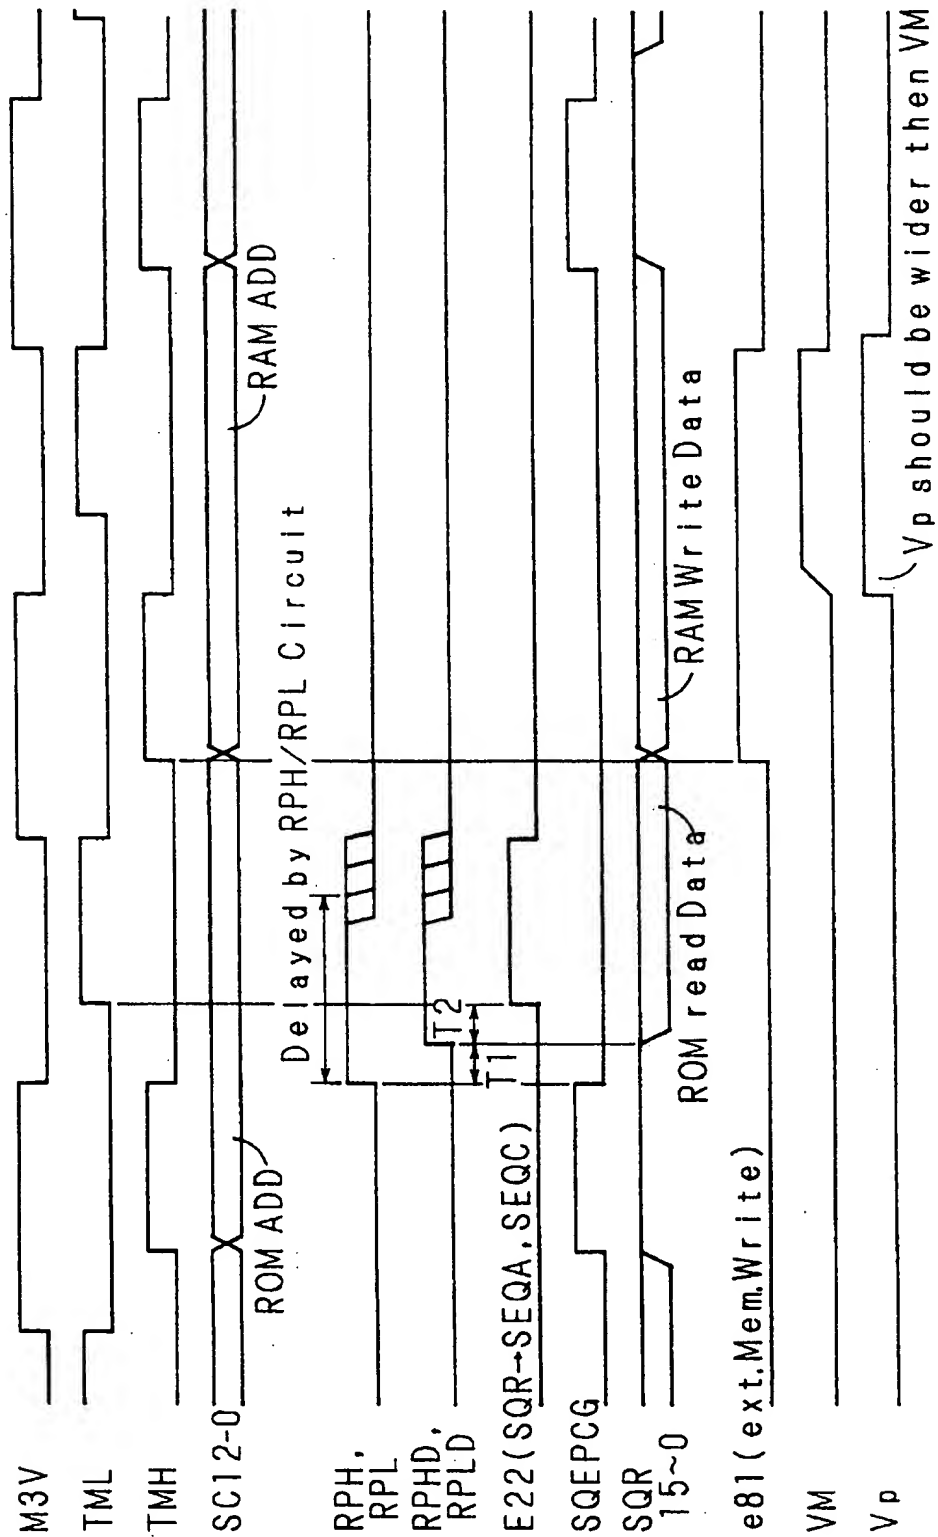 M3V
TML
TMH
SC12-0
ROM ADD
RAM ADD
Delayed by RPH/RPL Circuit
RPH,
RPL
RPHD,
RPLD
T1
T2
E22(SQR→SEQA,SEQC)
SQEPCG
SQR
15~0
ROM read Data
RAM Write Data
e81(ext.Mem.Write)
VM
Vp
Vp should be wider then VM